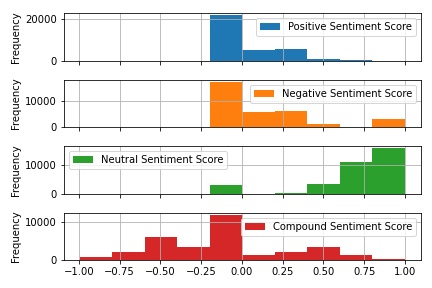 20000
0
Frequency
Positive Sentiment Score
10000
0
Frequency
Negative Sentiment Score
10000
0
Frequency
Neutral Sentiment Score
10000
0
Frequency
Compound Sentiment Score
−1.00 −0.75 −0.50 −0.25 0.00 0.25 0.50 0.75 1.00